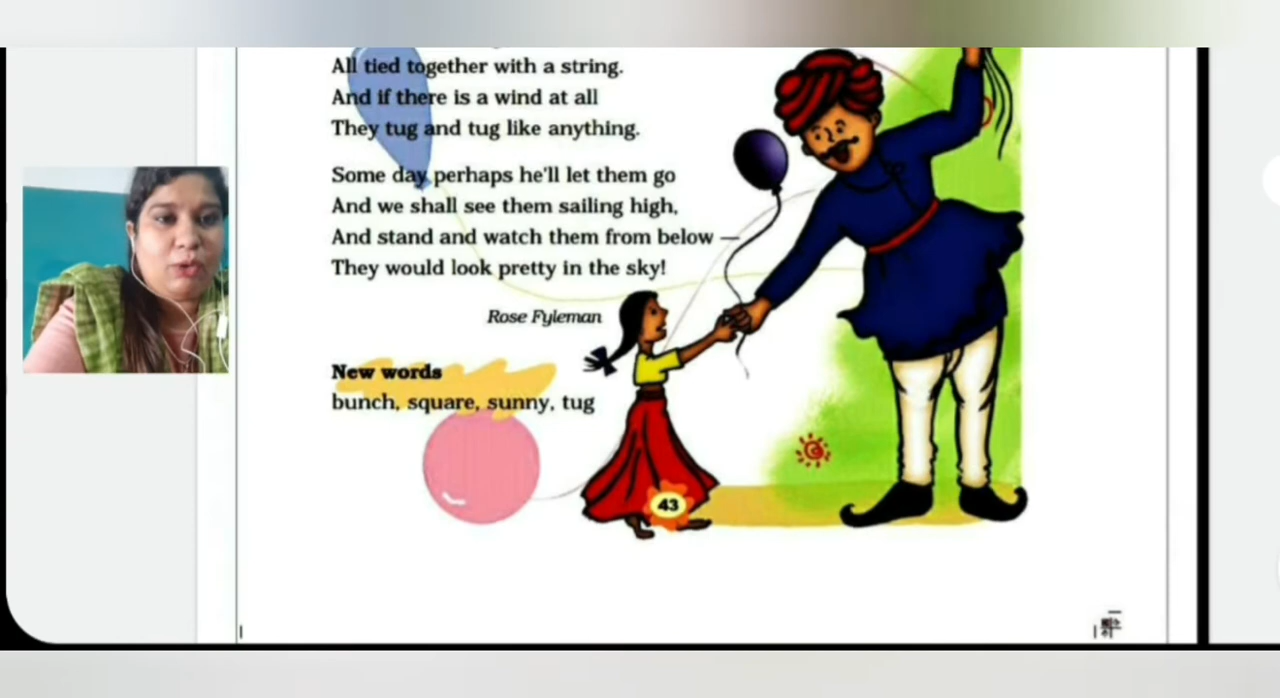 All tied together with a string.
And if there is a wind at all
They tug and tug like anything.
Some day perhaps he'll let them go
And we shall see them sailing high,
And stand and watch them from below —
They would look pretty in the sky!
Rose Fyleman
New words
bunch, square, sunny, tug
43